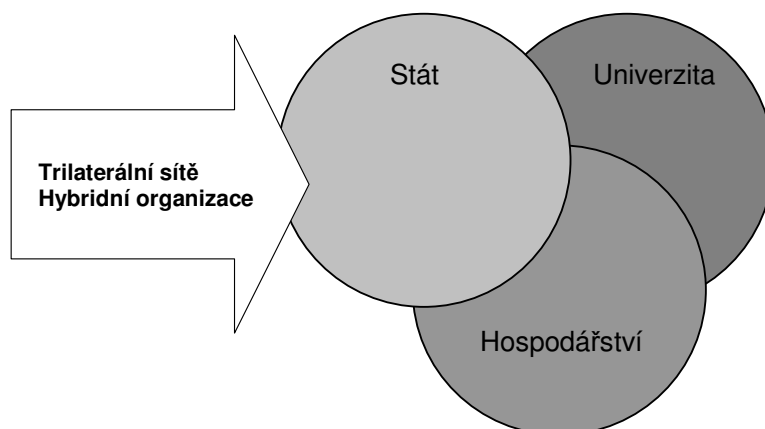 Stát
Univerzita
Trilaterální sítě
Hybridní organizace
Hospodářství